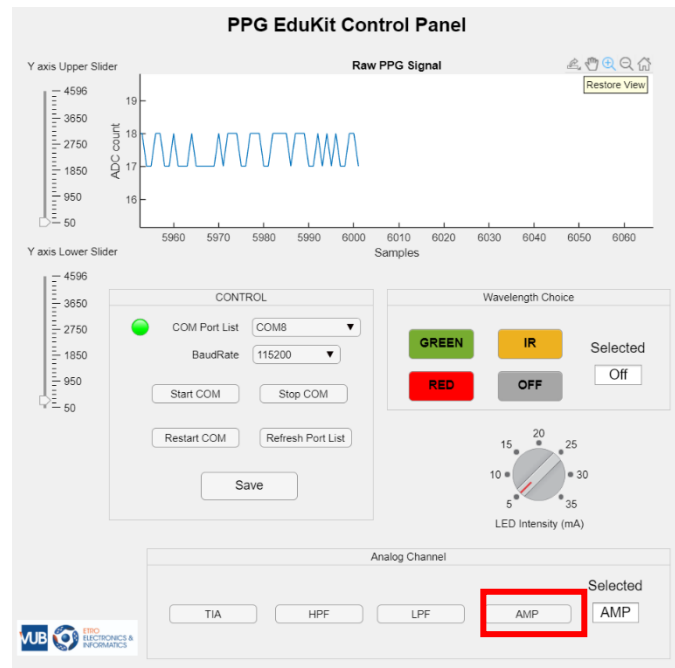 PPG EduKit Control Panel
Y axis Upper Slider
4596
3650
2750
1850
950
50
Raw PPG Signal
Restore View
ADC count
19
18
17
16
5960 5970 5980 5990 6000 6010 6020 6030 6040 6050 6060
Samples
Y axis Lower Slider
4596
3650
2750
1850
950
50
CONTROL
COM Port List COM8
BaudRate 115200
Start COM Stop COM
Restart COM Refresh Port List
Save
Wavelength Choice
GREEN IR
RED OFF
Selected
Off
20
15 25
10 30
5 35
LED Intensity (mA)
Analog Channel
TIA HPF LPF AMP
Selected
AMP
VUB
ETRO
ELECTRONICS &
INFORMATICS